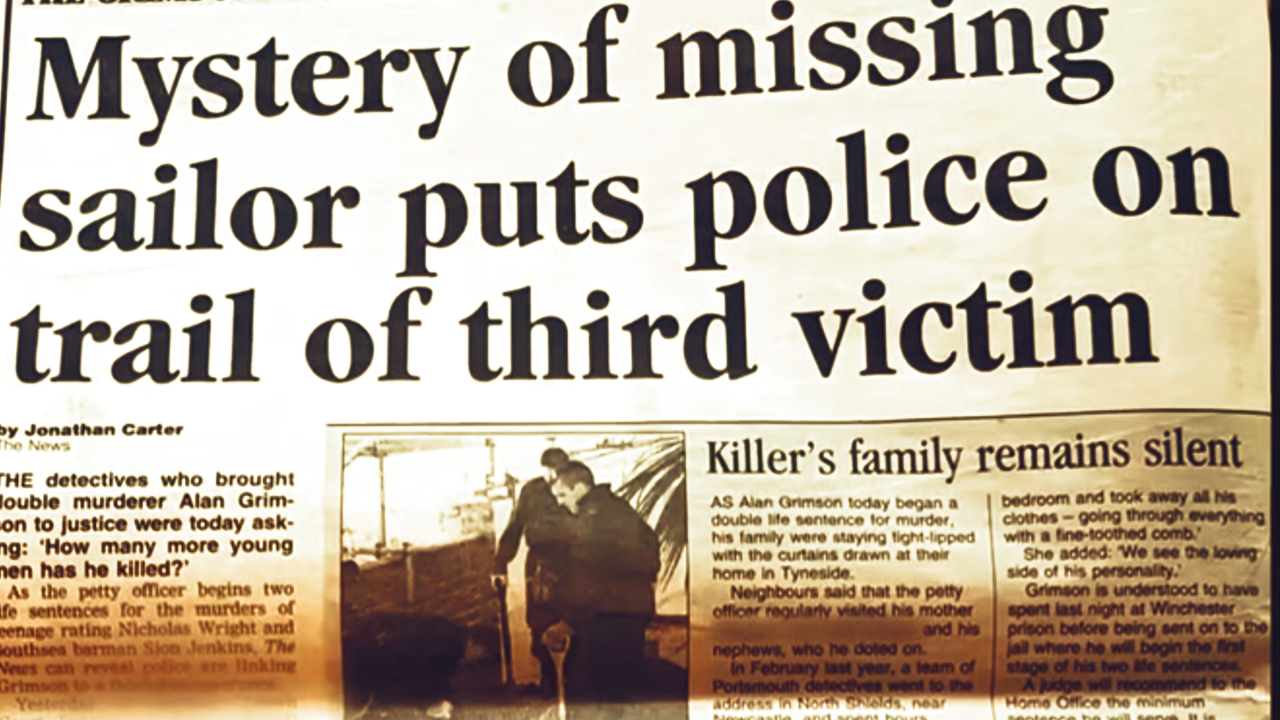 Mystery of missing
sailor puts police on
trail of third victim
by Jonathan Carter
The News
THE detectives who brought
double murderer Alan Grim-
son to justice were today ask-
ng: 'How many more young
men has he killed?'
As the petty officer begins two
life sentences for the murders of
teenage rating Nicholas Wright and
Southsea barman Sion Jenkins, The
News can reveal police are linking
Grimson to a
Yesterday
Killer's family remains silent
AS Alan Grimson today began a
double life sentence for murder,
his family were staying tight-lipped
with the curtains drawn at their
home in Tyneside.
Neighbours said that the petty
officer regularly visited his mother
and his
nephews, who he doted on.
In February last year, a team of
Portsmouth detectives went to the
address in North Shields, near
Newcastle, and spent hours
bedroom and took away all his
clothes – going through everything
with a fine-toothed comb.'
She added: 'We see the loving
side of his personality.'
Grimson is understood to have
spent last night at Winchester
prison before being sent on to the
jail where he will begin the first
stage of his two life sentences.
A judge will recommend to the
Home Office the minimum
sentence he will serve